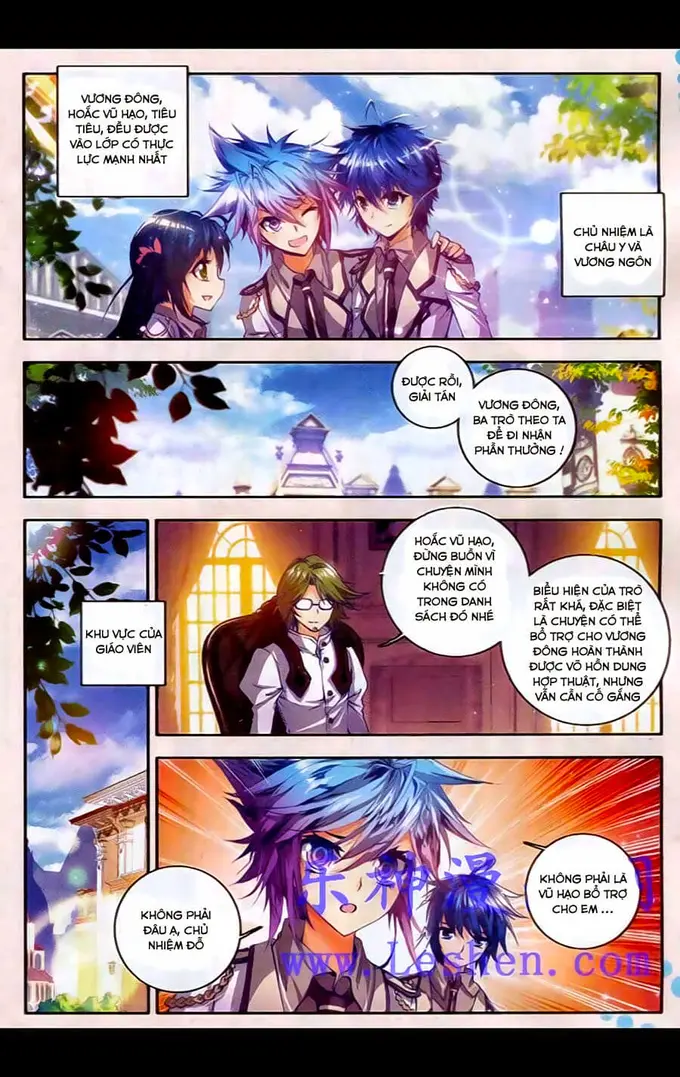 VƯƠNG ĐÔNG,
HOẮC VŨ HẠO, TIÊU
TIÊU, ĐỀU ĐƯỢC
VÀO LỚP CÓ THỰC
LỰC MẠNH NHẤT
CHỦ NHIỆM LÀ
CHÂU Y VÀ
VƯƠNG NGÔN
ĐƯỢC RỒI,
GIẢI TÁN
VƯƠNG ĐÔNG,
BA TRÒ THEO TA
ĐỂ ĐI NHẬN
PHẦN THƯỞNG !
KHU VỰC CỦA
GIÁO VIÊN
HOẮC VŨ HẠO,
ĐỪNG BUỒN VÌ
CHUYỆN MÌNH
KHÔNG CÓ
TRONG DANH
SÁCH ĐÓ NHÉ
BIỂU HIỆN CỦA TRÒ
RẤT KHÁ, ĐẶC BIỆT
LÀ CHUYỆN CÓ THỂ
BỔ TRỢ CHO VƯƠNG
ĐÔNG HOÀN THÀNH
ĐƯỢC VÕ HỒN DUNG
HỢP THUẬT, NHƯNG
VẪN CẦN CỐ GẮNG
KHÔNG PHẢI LÀ
VŨ HẠO BỔ TRỢ
CHO EM ...
KHÔNG PHẢI
ĐÂU Ạ, CHỦ
NHIỆM ĐỖ
神漫
www.Leshen.com